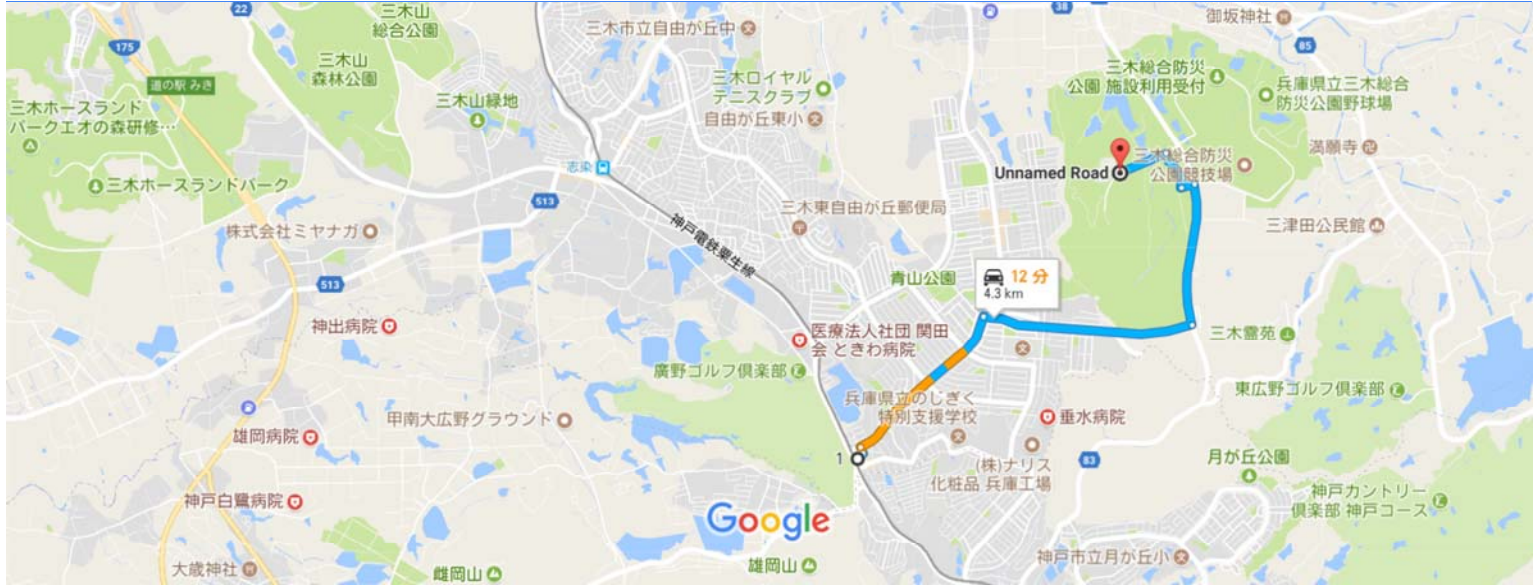 22
三木山
総合公園
三木市立自由が丘中
38
御坂神社
175
85
道の駅 みき
三木山
森林公園
三木ロイヤル
テニスクラブ
三木総合防災
公園 施設利用受付
兵庫県立三木総合
防災公園野球場
三木ホースランド
パークエオの森研修…
三木山緑地
自由が丘東小
満願寺
志染
三木総合防災
公園競技場
Unnamed Road
三木ホースランドパーク
513
三木東自由が丘郵便局
三津田公民館
株式会社ミヤナガ
神戸電鉄粟生線
青山公園
12 分
4.3 km
513
神出病院
医療法人社団 関田
会 ときわ病院
三木霊苑
廣野ゴルフ倶楽部
東広野ゴルフ倶楽部
兵庫県立のじぎく
特別支援学校
甲南大広野グラウンド
垂水病院
雄岡病院
1
83
月が丘公園
(株)ナリス
化粧品 兵庫工場
神戸白鷺病院
神戸カントリー
倶楽部 神戸コース
Google
大歳神社
雌岡山
雄岡山
神戸市立月が丘小